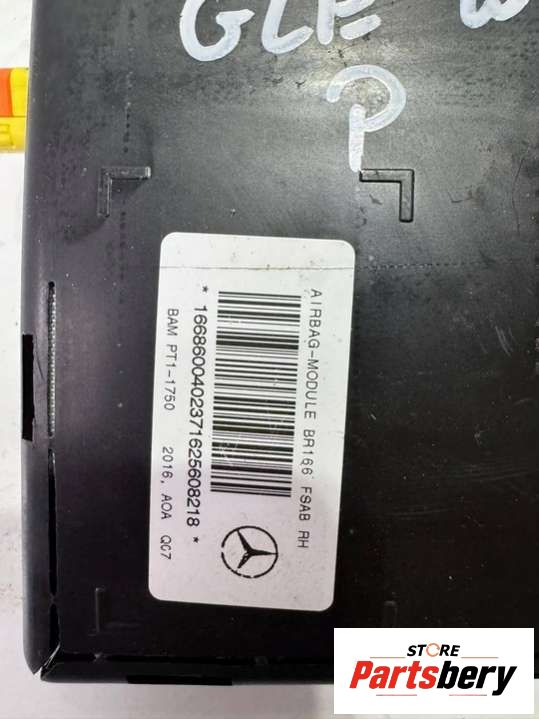 GLE
P
AIRBAG-MODULE BR166 FSAB RH
* 1668600402371625608218 *
BAM PT1-1750 2016, AOA QC7
STORE
Partsbery